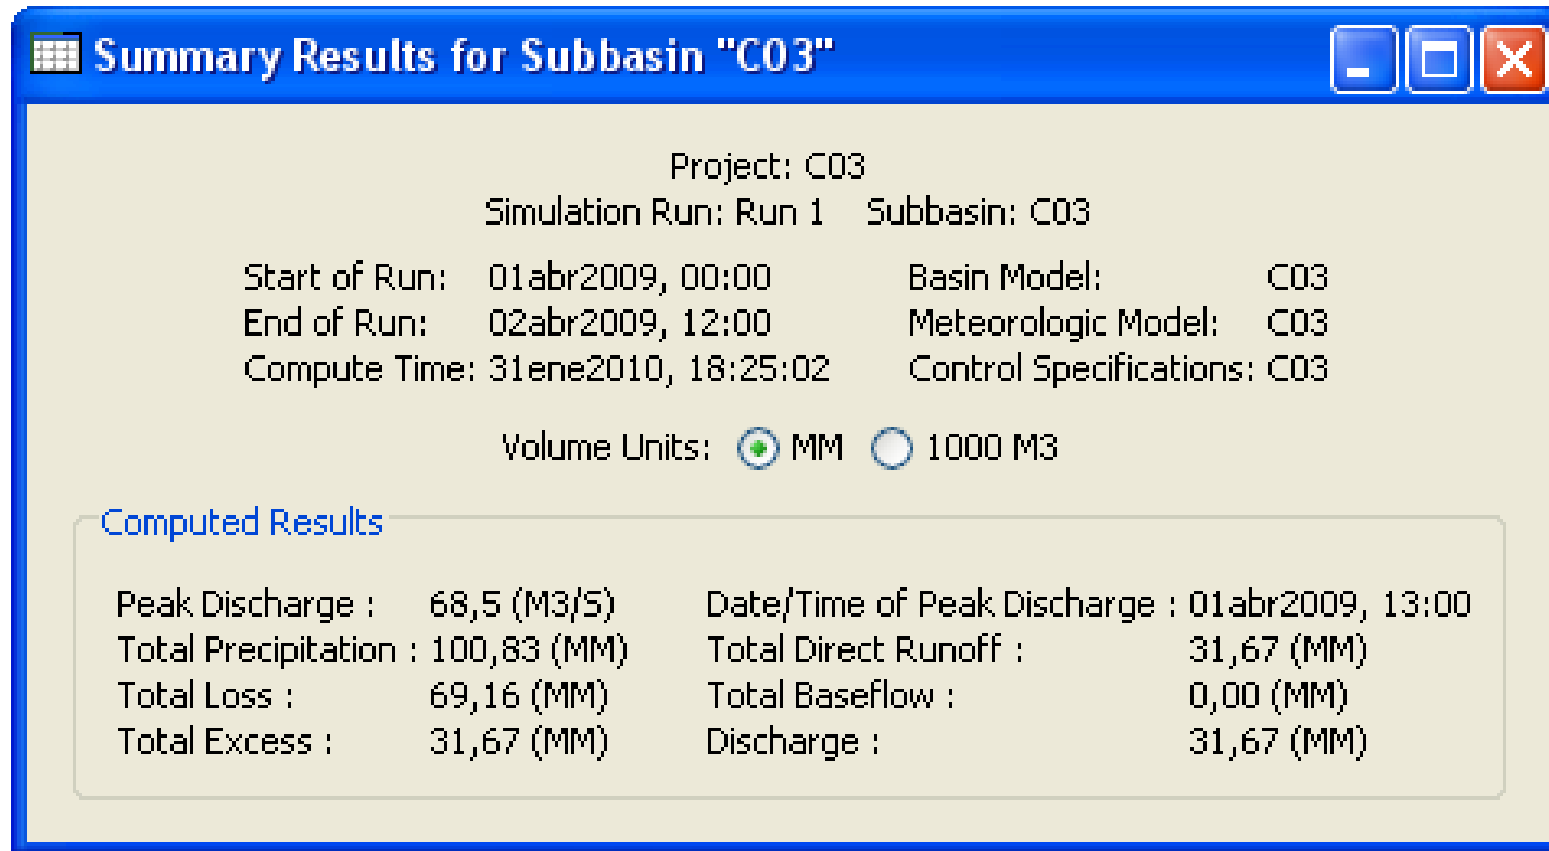 Summary Results for Subbasin "C03"
Project: C03
Simulation Run: Run 1 Subbasin: C03
Start of Run: 01abr2009, 00:00 Basin Model: C03
End of Run: 02abr2009, 12:00 Meteorologic Model: C03
Compute Time: 31ene2010, 18:25:02 Control Specifications: C03
Volume Units: MM 1000 M3
Computed Results
Peak Discharge : 68,5 (M3/S) Date/Time of Peak Discharge : 01abr2009, 13:00
Total Precipitation : 100,83 (MM) Total Direct Runoff : 31,67 (MM)
Total Loss : 69,16 (MM) Total Baseflow : 0,00 (MM)
Total Excess : 31,67 (MM) Discharge : 31,67 (MM)